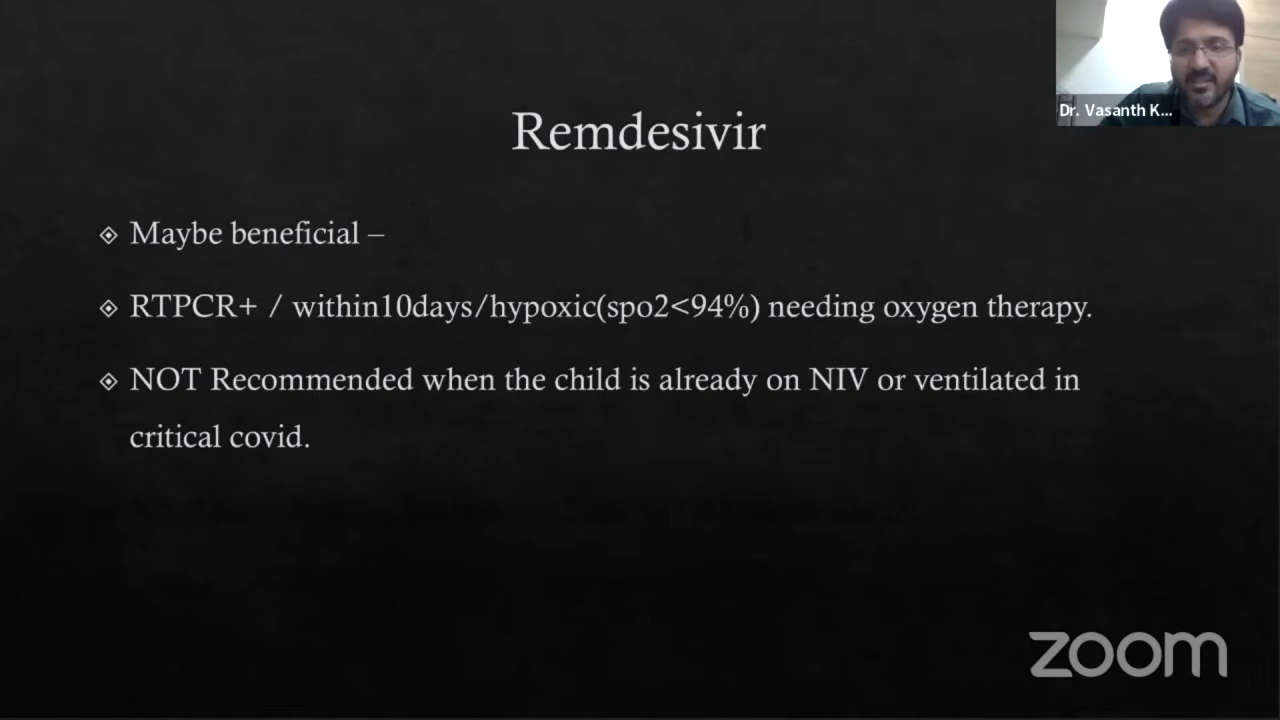 Dr. Vasanth K...
Remdesivir
Maybe beneficial –
RTPCR+ / within10days/hypoxic(spo2<94%) needing oxygen therapy.
NOT Recommended when the child is already on NIV or ventilated in
critical covid.
zoom